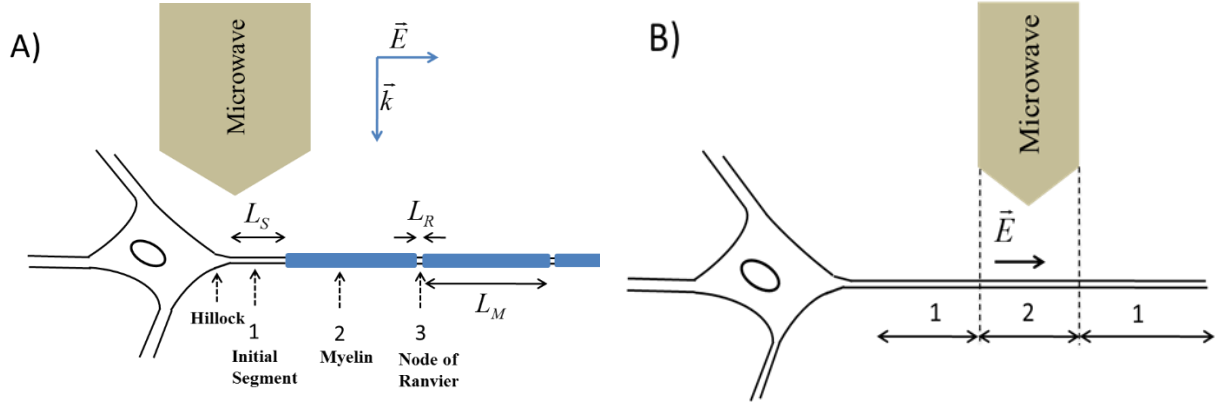 A)
Microwave
E⃗
k⃗
L_S
L_R
L_M
Hillock
1
Initial
Segment
2
Myelin
3
Node of
Ranvier
B)
Microwave
E⃗
1
2
1